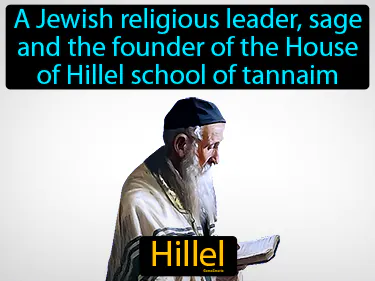 A Jewish religious leader, sage
and the founder of the House
of Hillel school of tannaim
Hillel